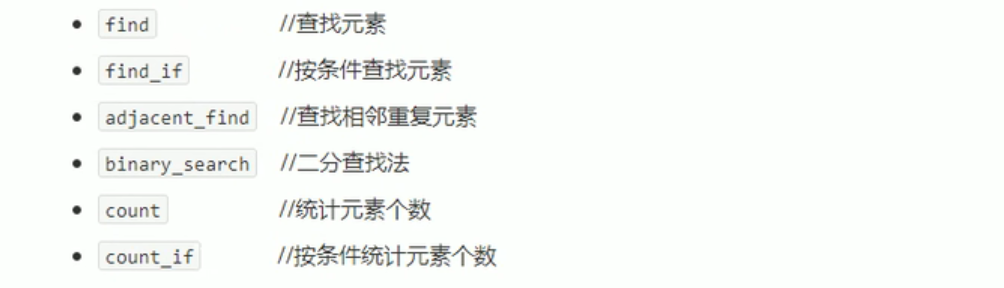 find //查找元素
find_if //按条件查找元素
adjacent_find //查找相邻重复元素
binary_search //二分查找法
count //统计元素个数
count_if //按条件统计元素个数